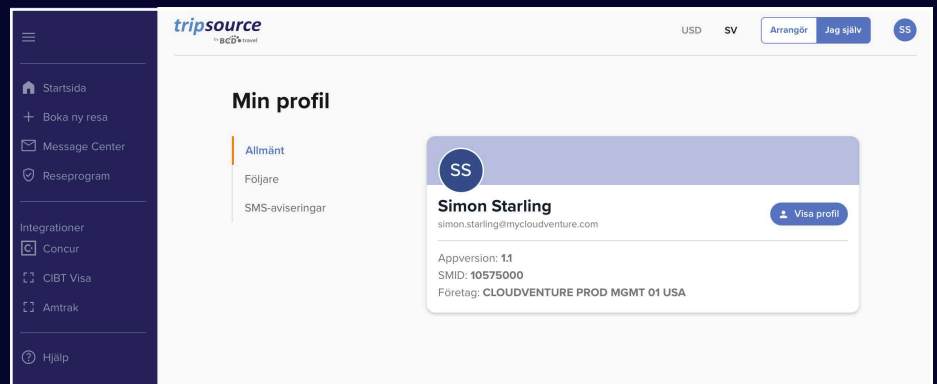 tripsource
by BCD travel
USD SV Arrangör Jag själv SS
Startsida
Boka ny resa
Message Center
Reseprogram
Integrationer
Concur
CIBT Visa
Amtrak
Hjälp
Min profil
Allmänt
Följare
SMS-aviseringar
SS
Simon Starling
simon.starling@mycloudventure.com
Visa profil
Appversion: 1.1
SMID: 10575000
Företag: CLOUDVENTURE PROD MGMT 01 USA